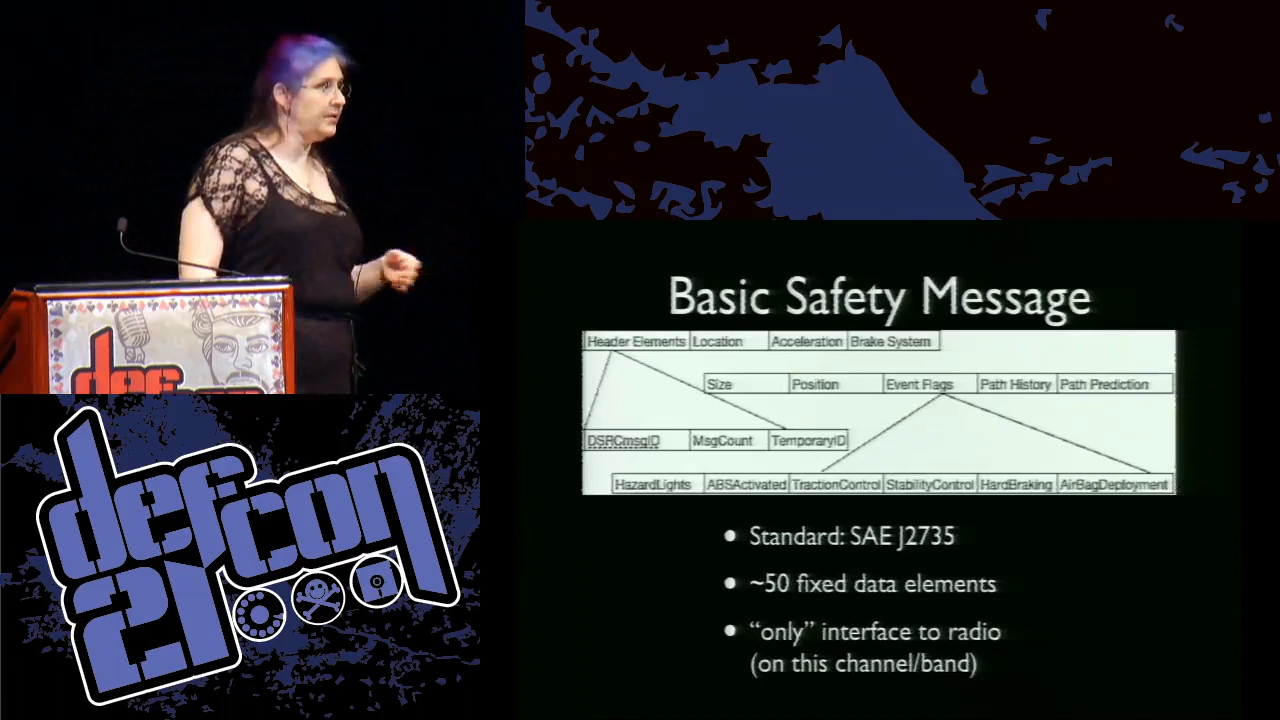 Basic Safety Message
Header Elements Location Acceleration Brake System
Size Position Event Flags Path History Path Prediction
DSRCmsgID MsgCount TemporaryID
HazardLights ABSActivated TractionControl StabilityControl HardBraking AirBagDeployment
• Standard: SAE J2735
• ~50 fixed data elements
• “only” interface to radio
(on this channel/band)
def
defcon
21